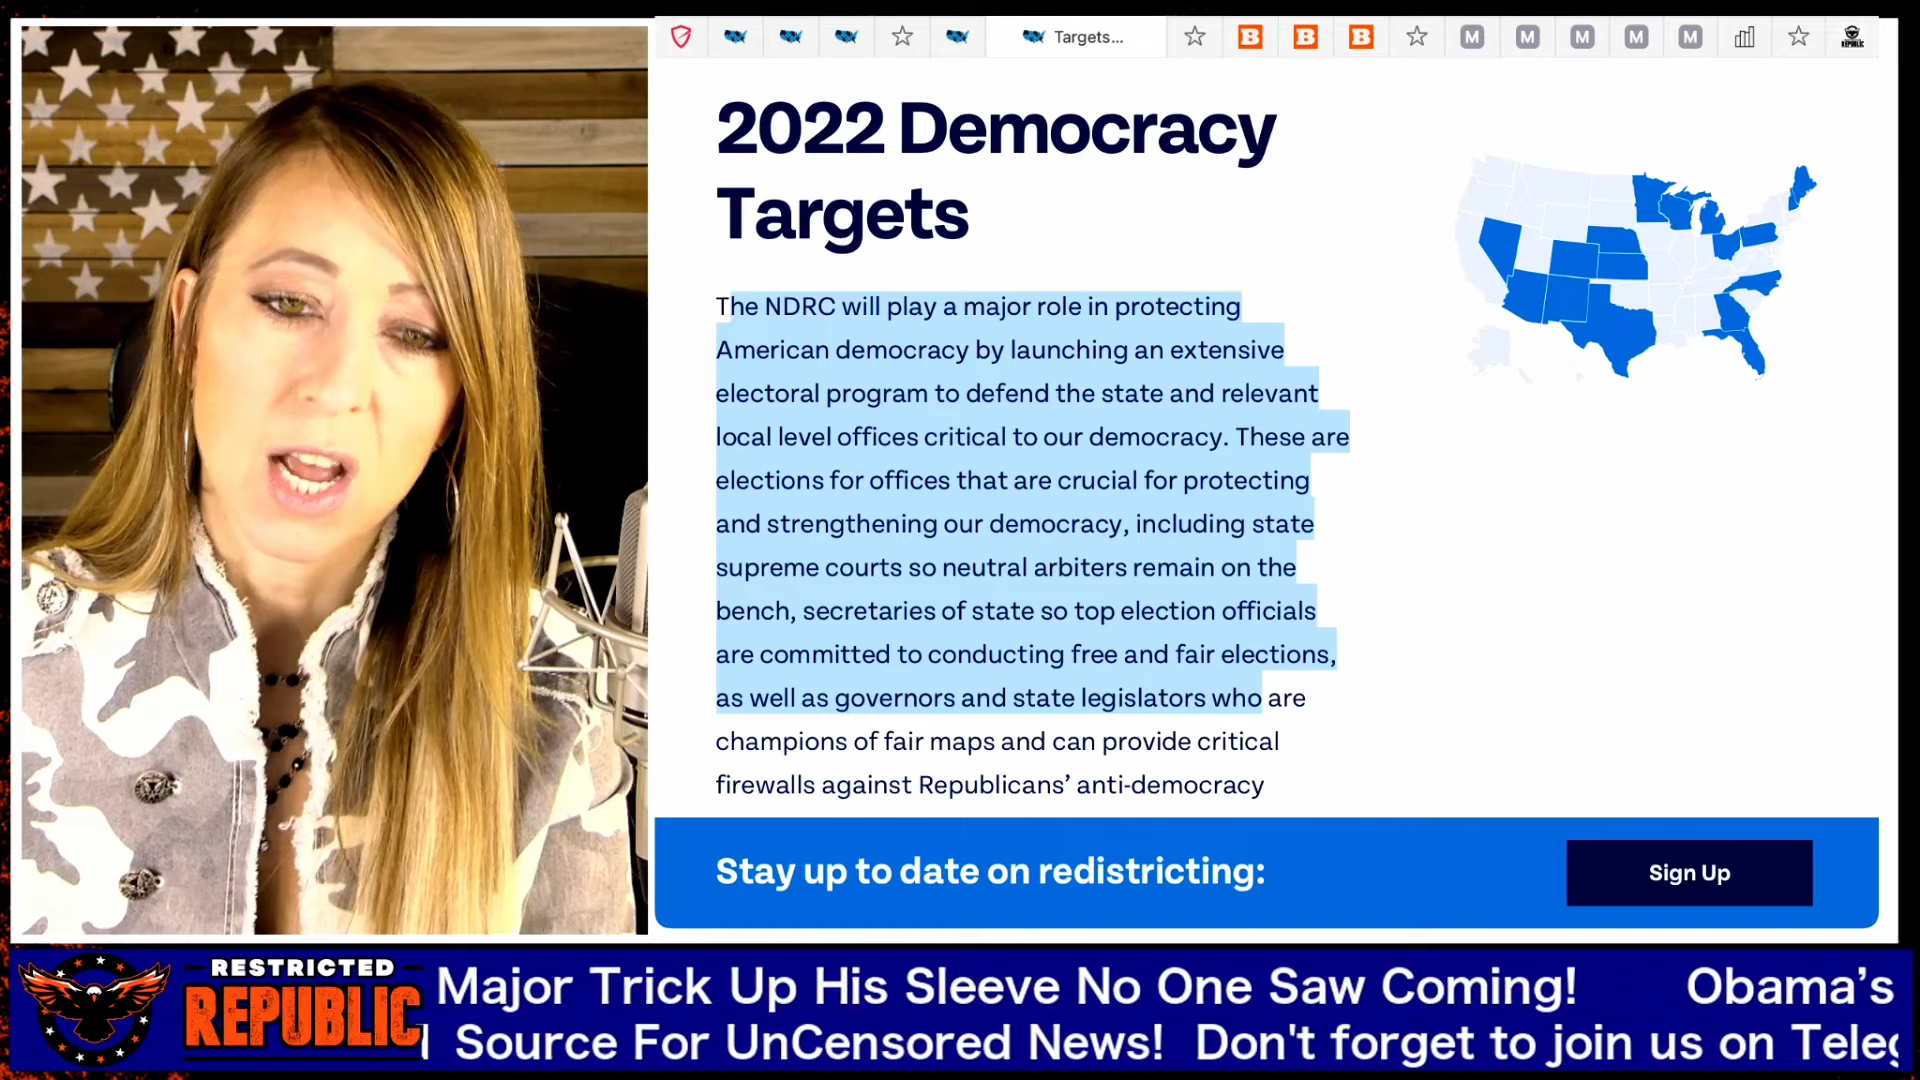 Targets...
B
B
B
M
M
M
M
M
REPUBLIC
2022 Democracy
Targets
The NDRC will play a major role in protecting
American democracy by launching an extensive
electoral program to defend the state and relevant
local level offices critical to our democracy. These are
elections for offices that are crucial for protecting
and strengthening our democracy, including state
supreme courts so neutral arbiters remain on the
bench, secretaries of state so top election officials
are committed to conducting free and fair elections,
as well as governors and state legislators who are
champions of fair maps and can provide critical
firewalls against Republicans’ anti-democracy
Stay up to date on redistricting:
Sign Up
RESTRICTED
REPUBLIC
Major Trick Up His Sleeve No One Saw Coming! Obama’s
Source For UnCensored News! Don't forget to join us on Teleg